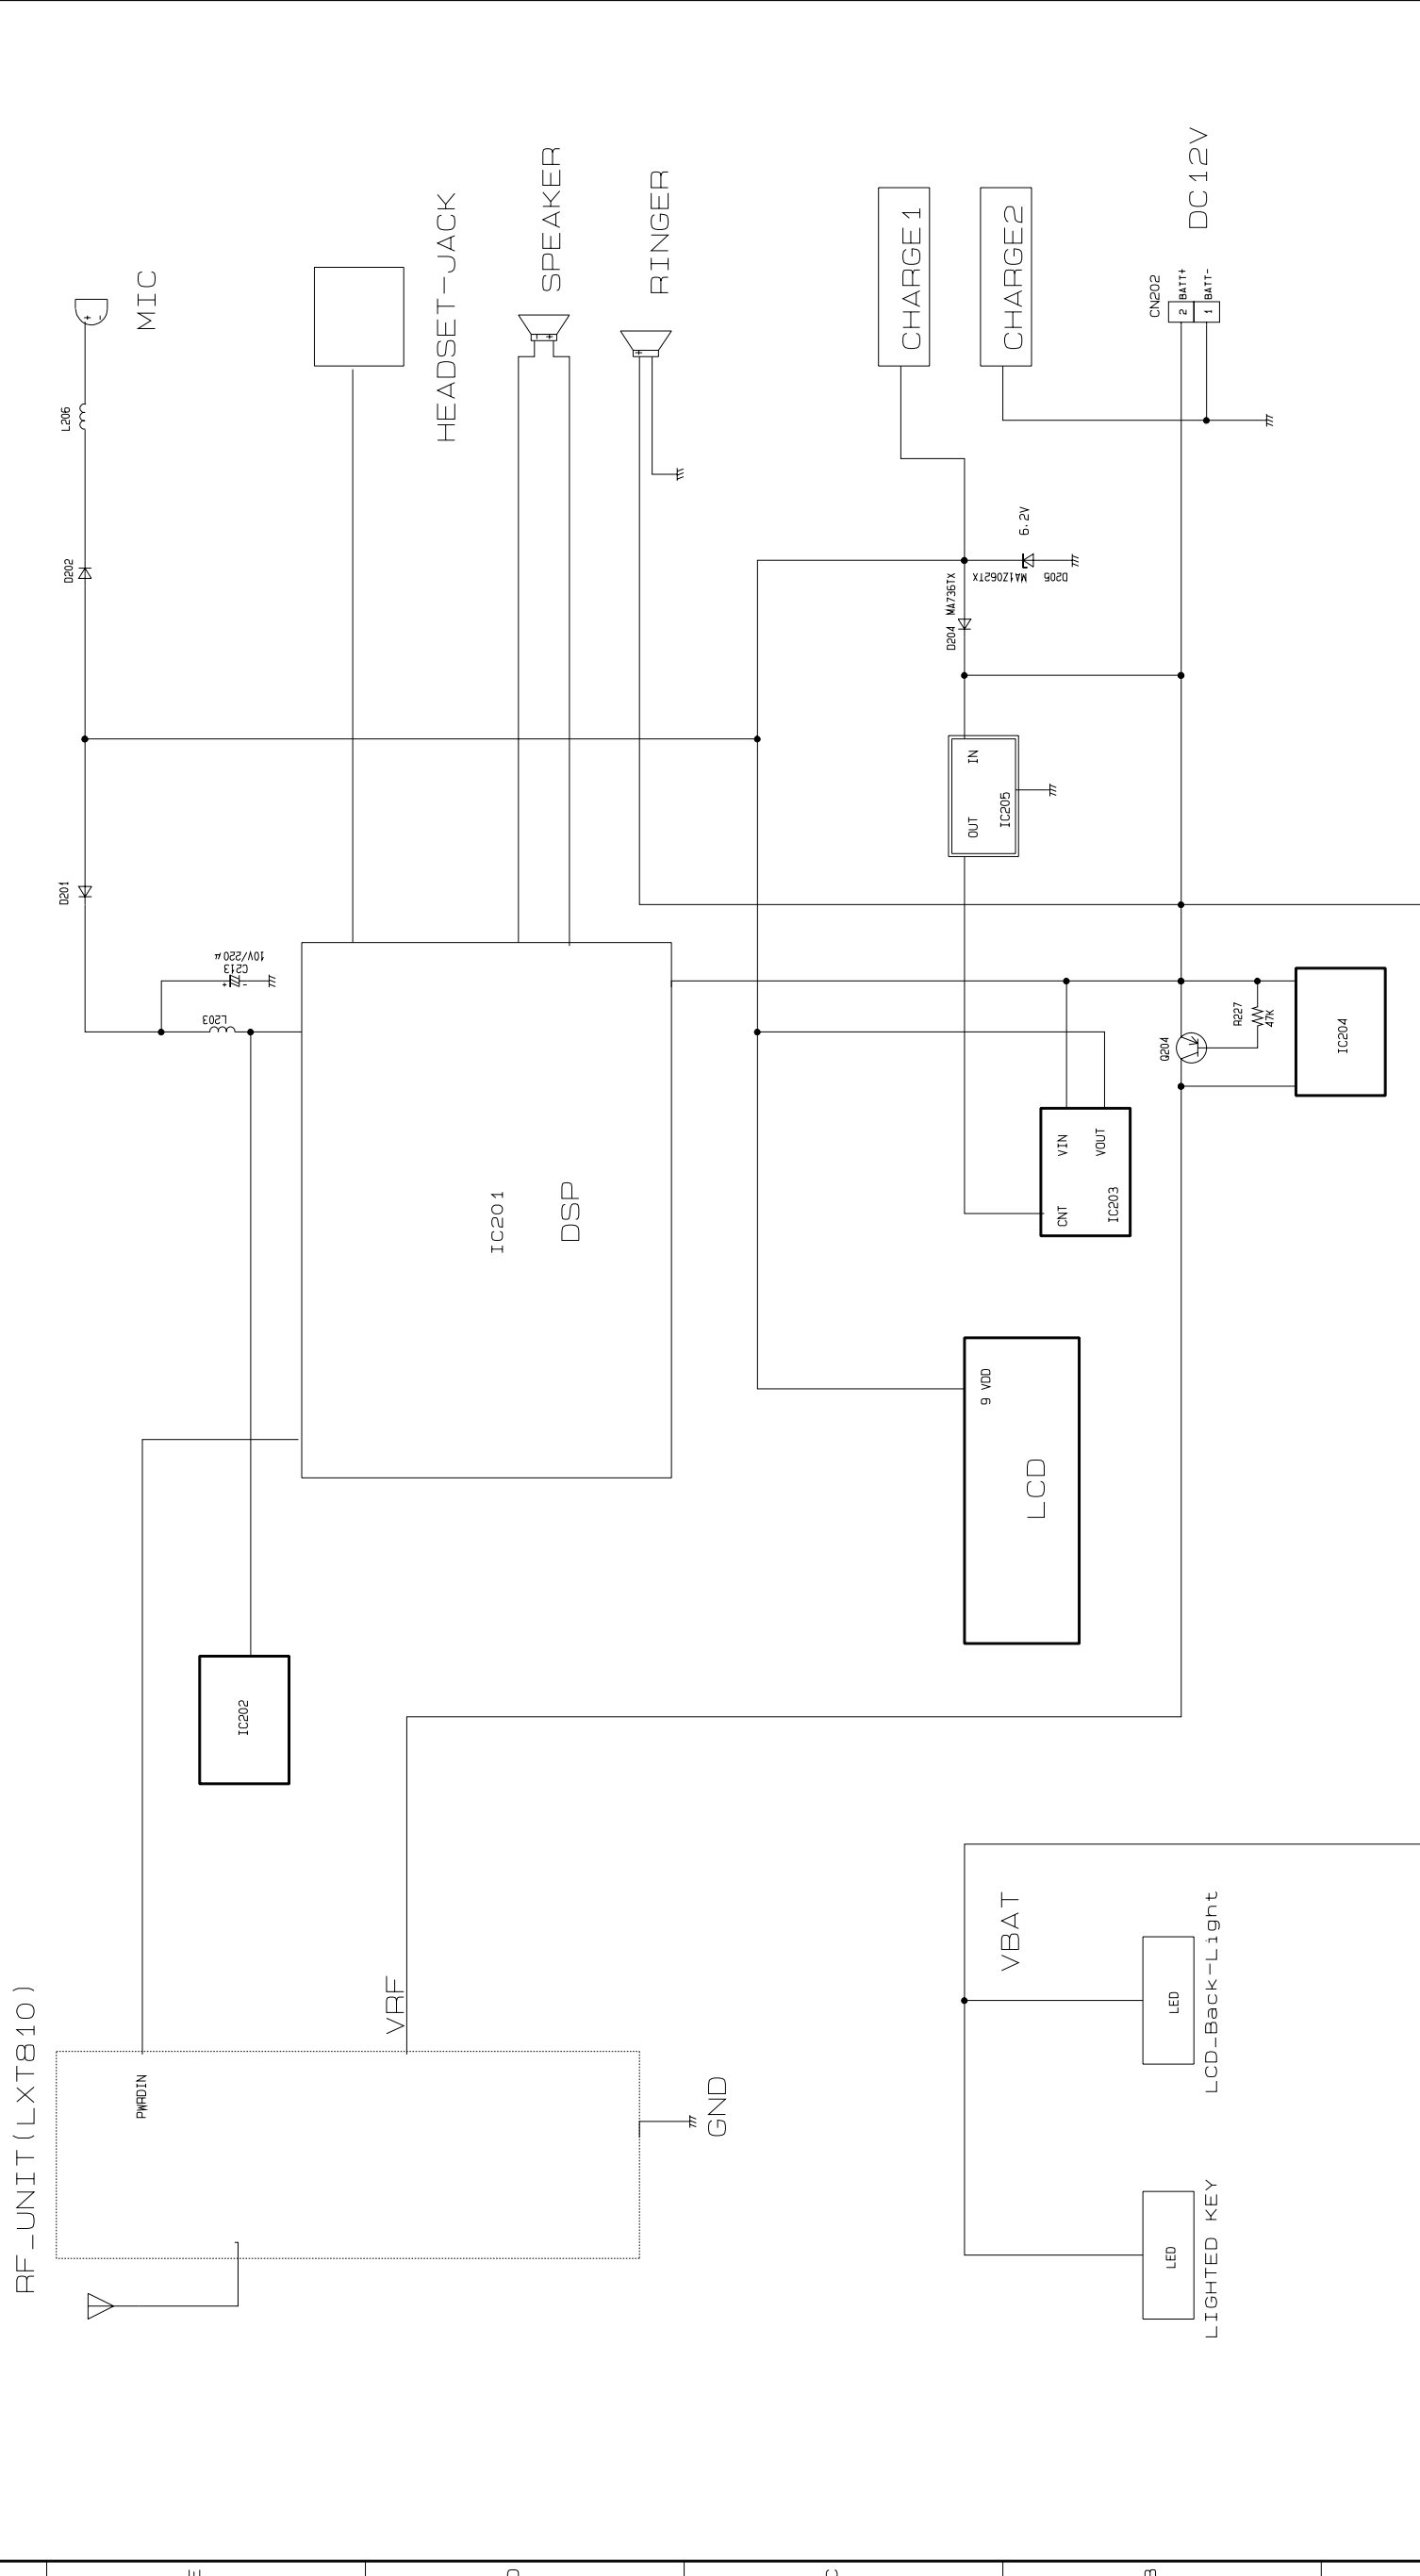 MIC
+
-
L206
D202
D201
HEADSET-JACK
SPEAKER
- +
RINGER
+
CHARGE1
CHARGE2
DC12V
CN202
2 BATT+
1 BATT-
6.2V
MA1Z062TX
D205
D204 MA736TX
IN
OUT
IC205
10V/220μ
C213
+ -
L203
IC201
DSP
R227
47K
Q204
IC204
VIN
VOUT
CNT
IC203
9 VDD
LCD
IC202
RF_UNIT(LXT810)
PWRDIN
VRF
GND
VBAT
LED
LCD_Back-Light
LED
LIGHTED KEY
E
D
C
B